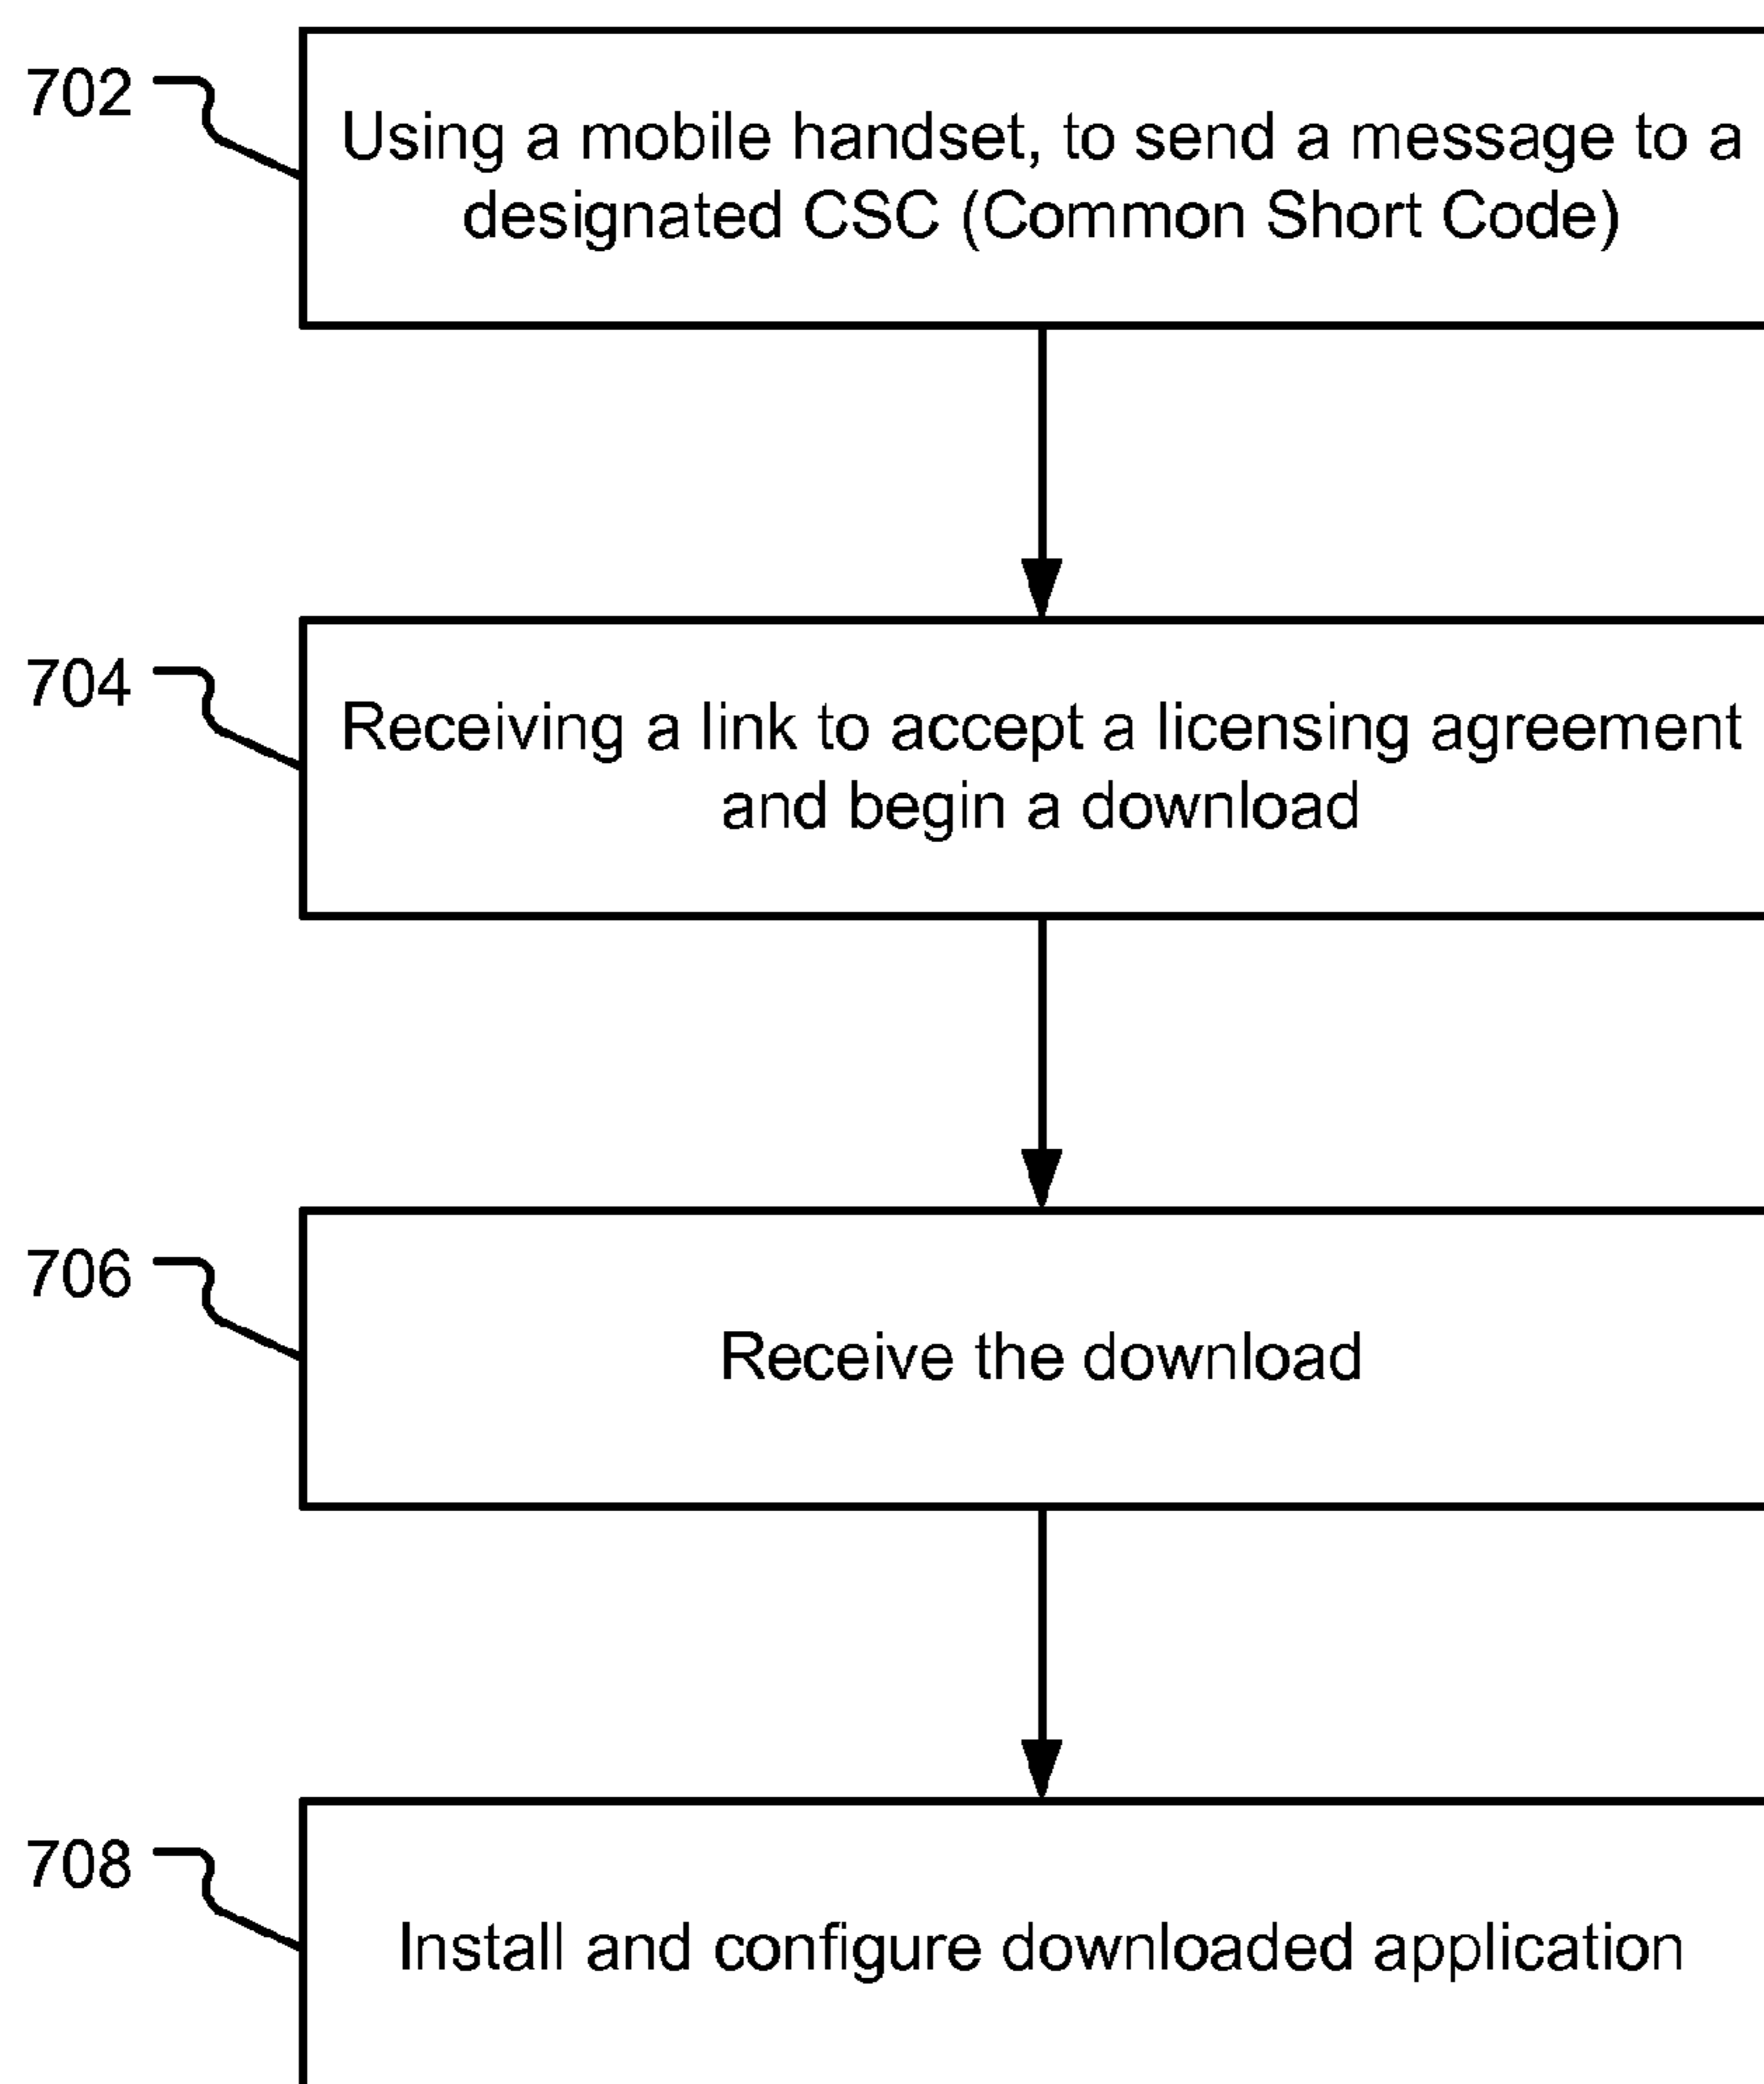 702
Using a mobile handset, to send a message to a
designated CSC (Common Short Code)
704
Receiving a link to accept a licensing agreement
and begin a download
706
Receive the download
708
Install and configure downloaded application